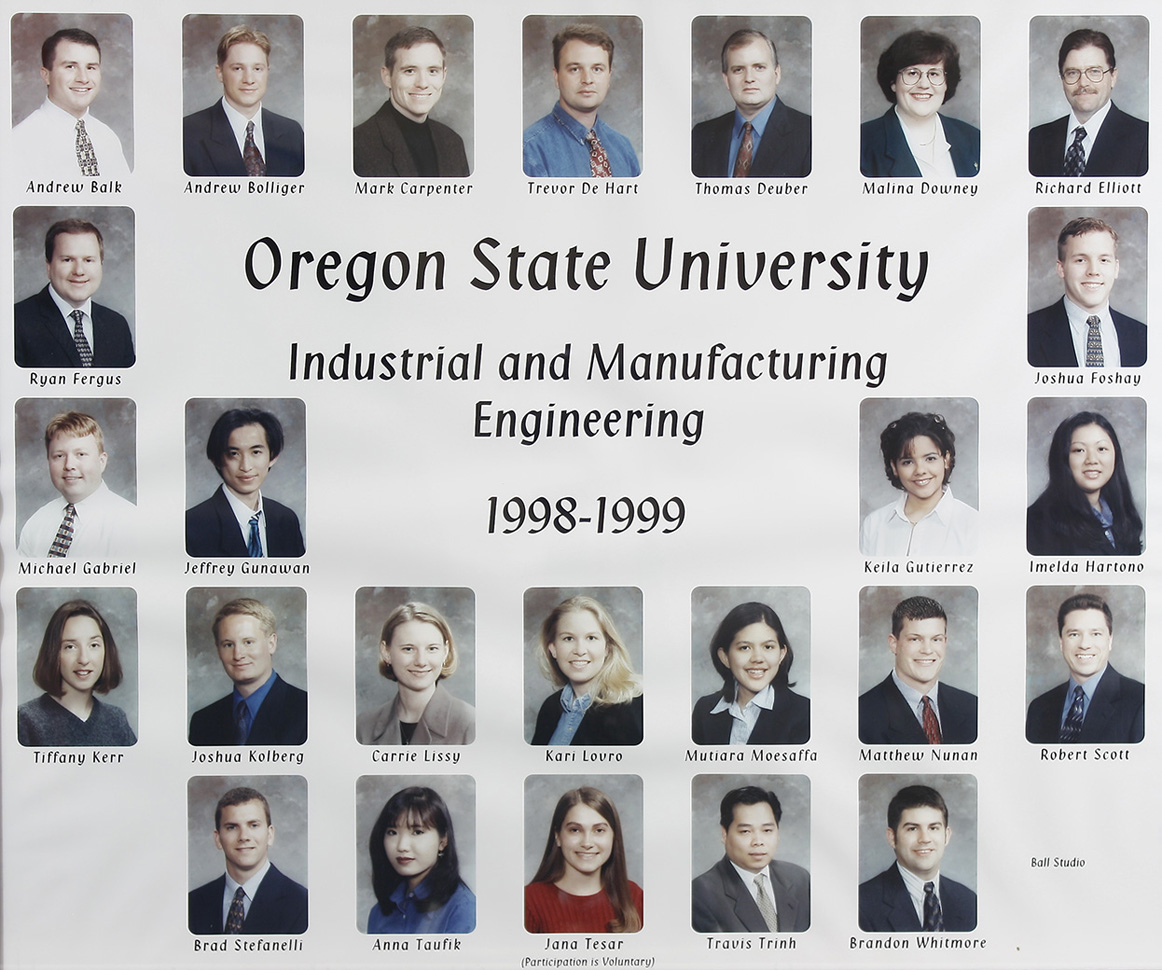 Andrew Balk
Andrew Bolliger
Mark Carpenter
Trevor De Hart
Thomas Deuber
Malina Downey
Richard Elliott
Oregon State University
Ryan Fergus
Joshua Foshay
Industrial and Manufacturing
Engineering
1998-1999
Michael Gabriel
Jeffrey Gunawan
Keila Gutierrez
Imelda Hartono
Tiffany Kerr
Joshua Kolberg
Carrie Lissy
Kari Lovro
Mutiara Moesaffa
Matthew Nunan
Robert Scott
Ball Studio
Brad Stefanelli
Anna Taufik
Jana Tesar
Travis Trinh
Brandon Whitmore
(Participation is Voluntary)